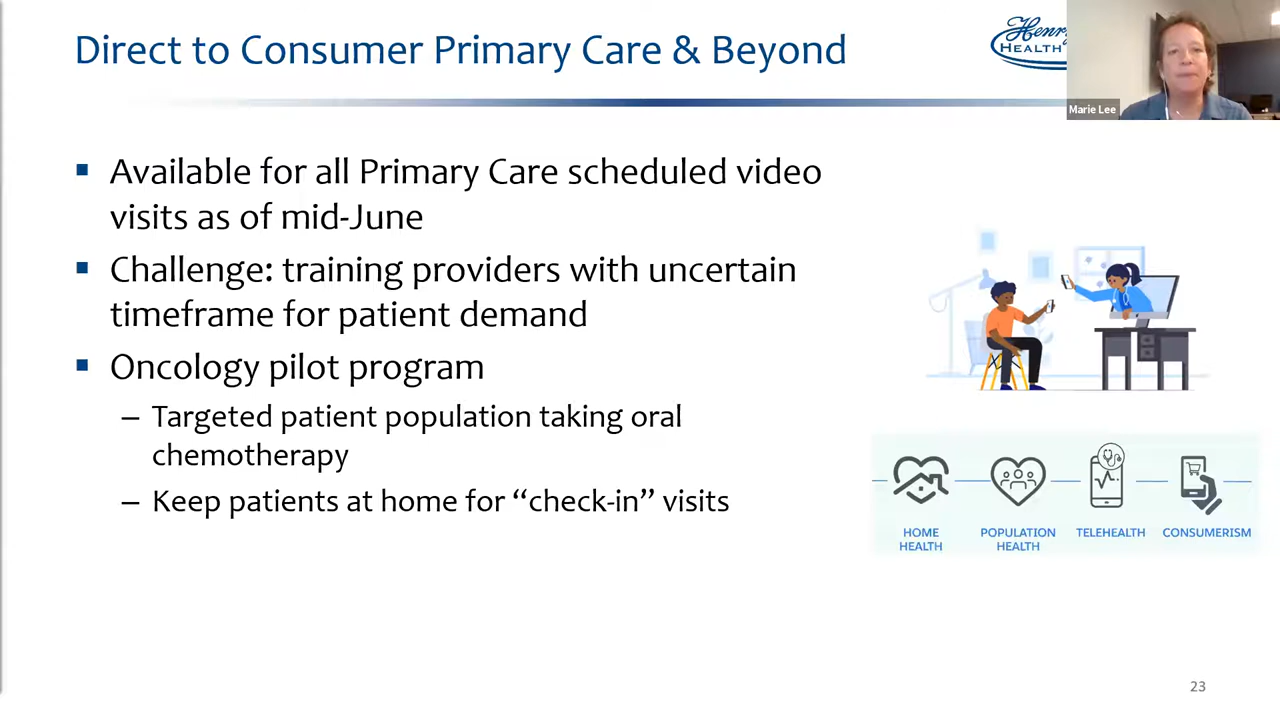 Direct to Consumer Primary Care & Beyond
Henry
HEALTH
Marie Lee
▪ Available for all Primary Care scheduled video
visits as of mid-June
▪ Challenge: training providers with uncertain
timeframe for patient demand
▪ Oncology pilot program
– Targeted patient population taking oral
chemotherapy
– Keep patients at home for “check-in” visits
HOME
HEALTH
POPULATION
HEALTH
TELEHEALTH
CONSUMERISM
23